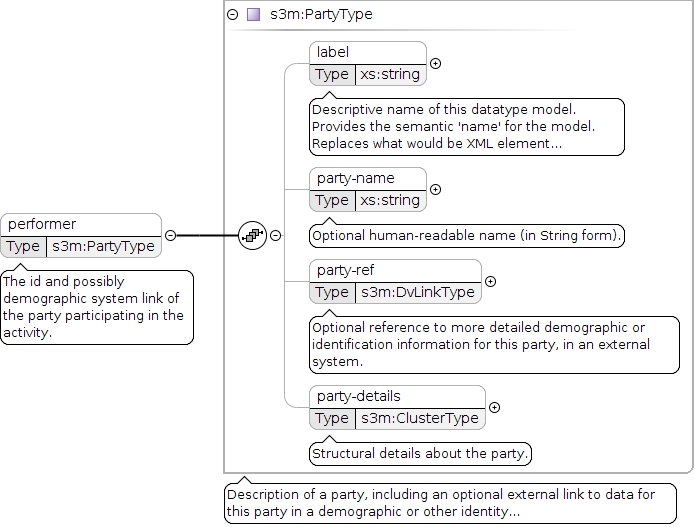 s3m:PartyType
label
Type xs:string
Descriptive name of this datatype model.
Provides the semantic 'name' for the model.
Replaces what would be XML element...
party-name
Type xs:string
Optional human-readable name (in String form).
performer
Type s3m:PartyType
The id and possibly
demographic system link of
the party participating in the
activity.
party-ref
Type s3m:DvLinkType
Optional reference to more detailed demographic or
identification information for this party, in an external
system.
party-details
Type s3m:ClusterType
Structural details about the party.
Description of a party, including an optional external link to data for
this party in a demographic or other identity...